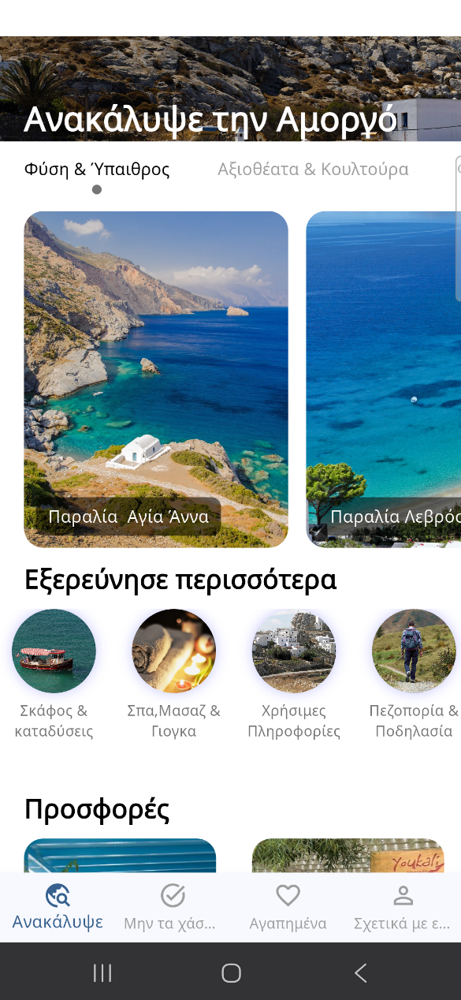 Ανακάλυψε την Αμοργό
Φύση & Ύπαιθρος
Αξιοθέατα & Κουλτούρα
Παραλία Αγία Άννα
Παραλία Λεβρός
Εξερεύνησε περισσότερα
Σκάφος &
καταδύσεις
Σπα,Μασαζ &
Γιογκα
Χρήσιμες
Πληροφορίες
Πεζοπορία &
Ποδηλασία
Προσφορές
Youkali
Ανακάλυψε
Μην τα χάσ...
Αγαπημένα
Σχετικά με ε...